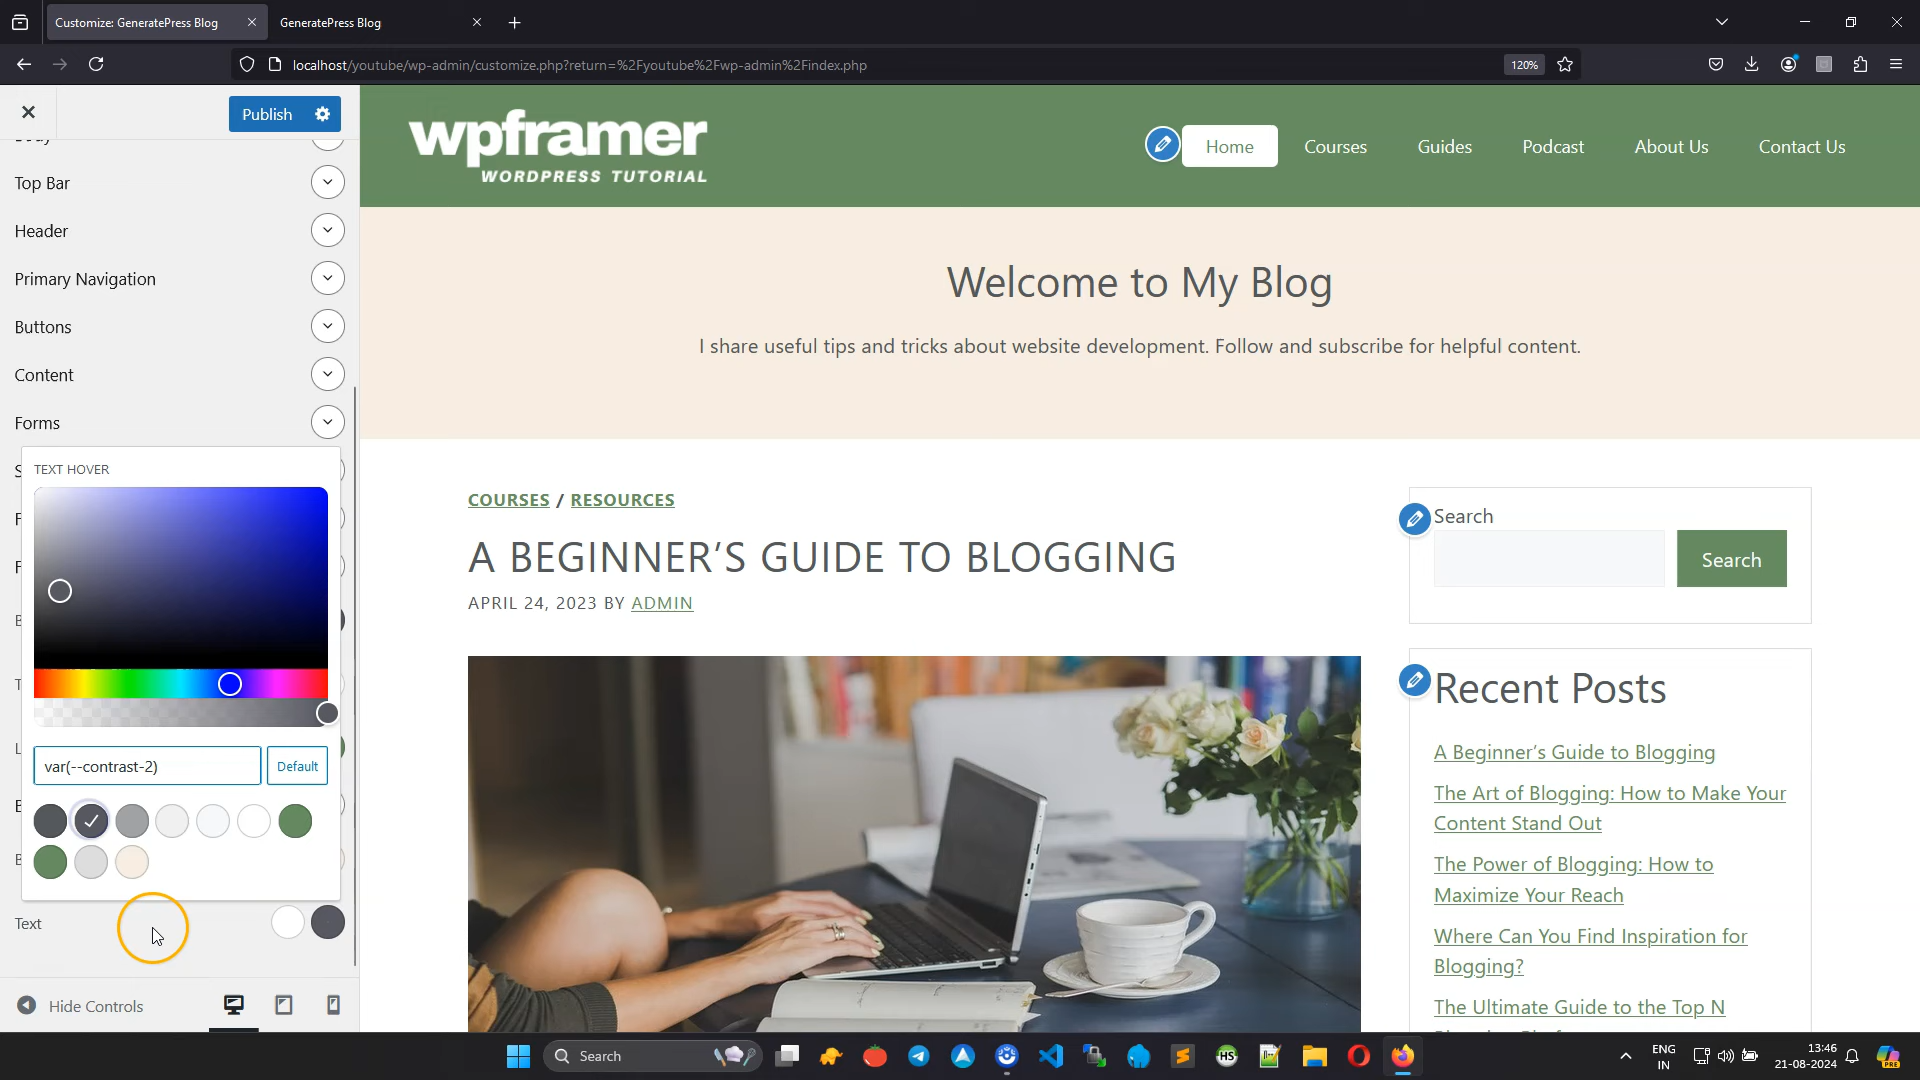 Customize: GeneratePress Blog
GeneratePress Blog
localhost/youtube/wp-admin/customize.php?return=%2Fyoutube%2Fwp-admin%2Findex.php
120%
Publish
Top Bar
Header
Primary Navigation
Buttons
Content
Forms
TEXT HOVER
var(--contrast-2)
Default
Text
Hide Controls
wpframer
WORDPRESS TUTORIAL
Home
Courses
Guides
Podcast
About Us
Contact Us
Welcome to My Blog
I share useful tips and tricks about website development. Follow and subscribe for helpful content.
COURSES / RESOURCES
A BEGINNER’S GUIDE TO BLOGGING
APRIL 24, 2023 BY ADMIN
Search
Search
Recent Posts
A Beginner’s Guide to Blogging
The Art of Blogging: How to Make Your
Content Stand Out
The Power of Blogging: How to
Maximize Your Reach
Where Can You Find Inspiration for
Blogging?
The Ultimate Guide to the Top N
Search
HS
ENG
IN
13:46
21-08-2024
PRE